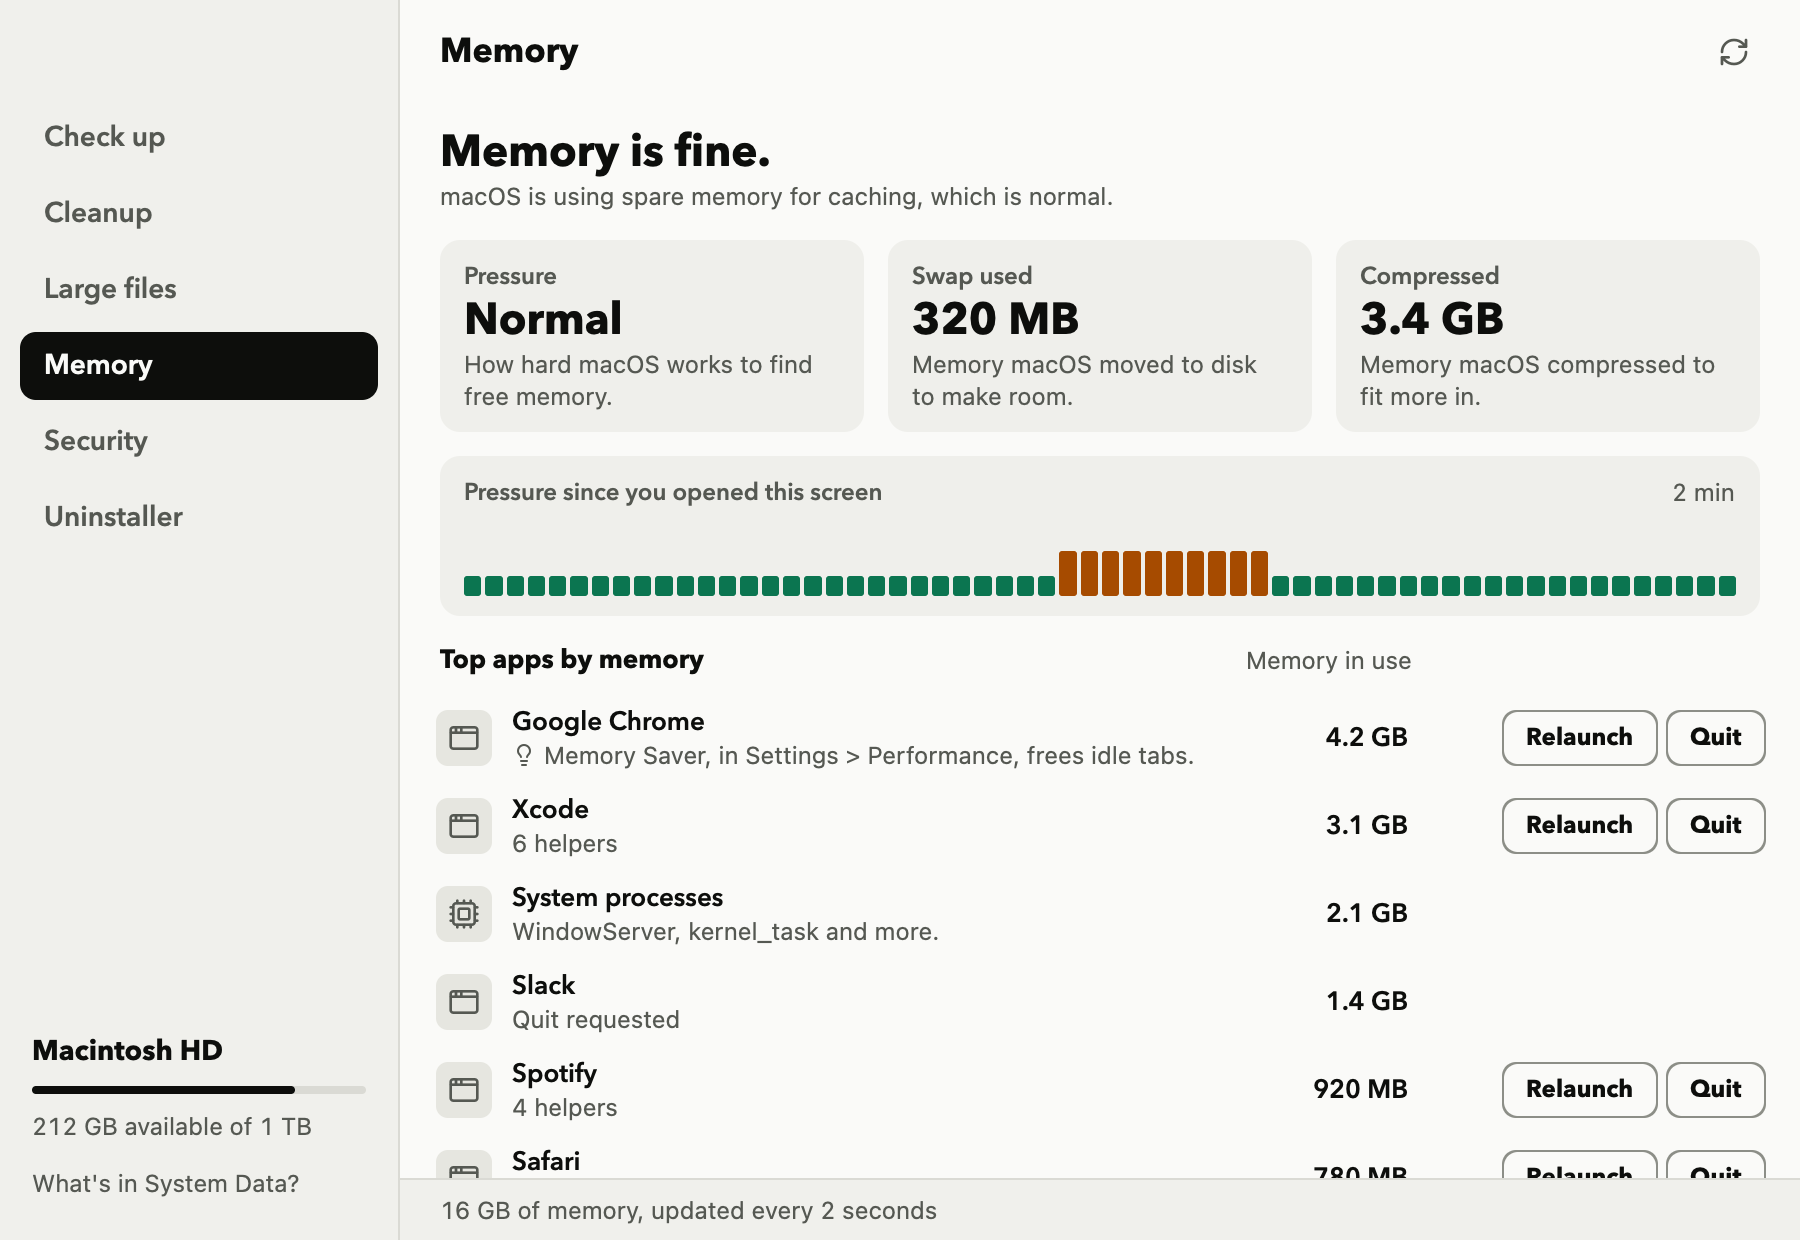 Memory
Check up
Cleanup
Large files
Memory
Security
Uninstaller
Macintosh HD
212 GB available of 1 TB
What's in System Data?
Memory is fine.
macOS is using spare memory for caching, which is normal.
Pressure
Normal
How hard macOS works to find
free memory.
Swap used
320 MB
Memory macOS moved to disk
to make room.
Compressed
3.4 GB
Memory macOS compressed to
fit more in.
Pressure since you opened this screen
2 min
Top apps by memory
Memory in use
Google Chrome
Memory Saver, in Settings > Performance, frees idle tabs.
4.2 GB
Relaunch
Quit
Xcode
6 helpers
3.1 GB
Relaunch
Quit
System processes
WindowServer, kernel_task and more.
2.1 GB
Slack
Quit requested
1.4 GB
Spotify
4 helpers
920 MB
Relaunch
Quit
Safari
780 MB
Relaunch
Quit
16 GB of memory, updated every 2 seconds